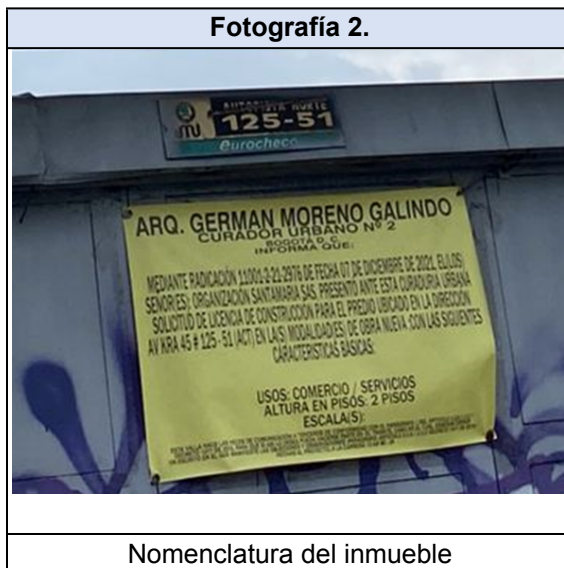 Fotografía 2.
AUTOPISTA NORTE
125-51
eurocheco
ARQ. GERMAN MORENO GALINDO
CURADOR URBANO Nº 2
BOGOTÁ D. C.
INFORMA QUE:
MEDIANTE RADICACIÓN 11001-2-21-2976 DE FECHA 07 DE DICIEMBRE DE 2021, EL(LOS)
SEÑOR(ES): ORGANIZACIÓN SANTAMARIA SAS, PRESENTÓ ANTE ESTA CURADURIA URBANA
SOLICITUD DE LICENCIA DE CONSTRUCCIÓN PARA EL PREDIO UBICADO EN LA DIRECCIÓN
AV KRA 45 # 125 - 51 (ACT) EN LA(S) MODALIDAD(ES) DE OBRA NUEVA ,CON LAS SIGUIENTES
CARACTERÍSTICAS BÁSICAS:
USOS: COMERCIO / SERVICIOS
ALTURA EN PISOS: 2 PISOS
ESCALA(S):
Nomenclatura del inmueble